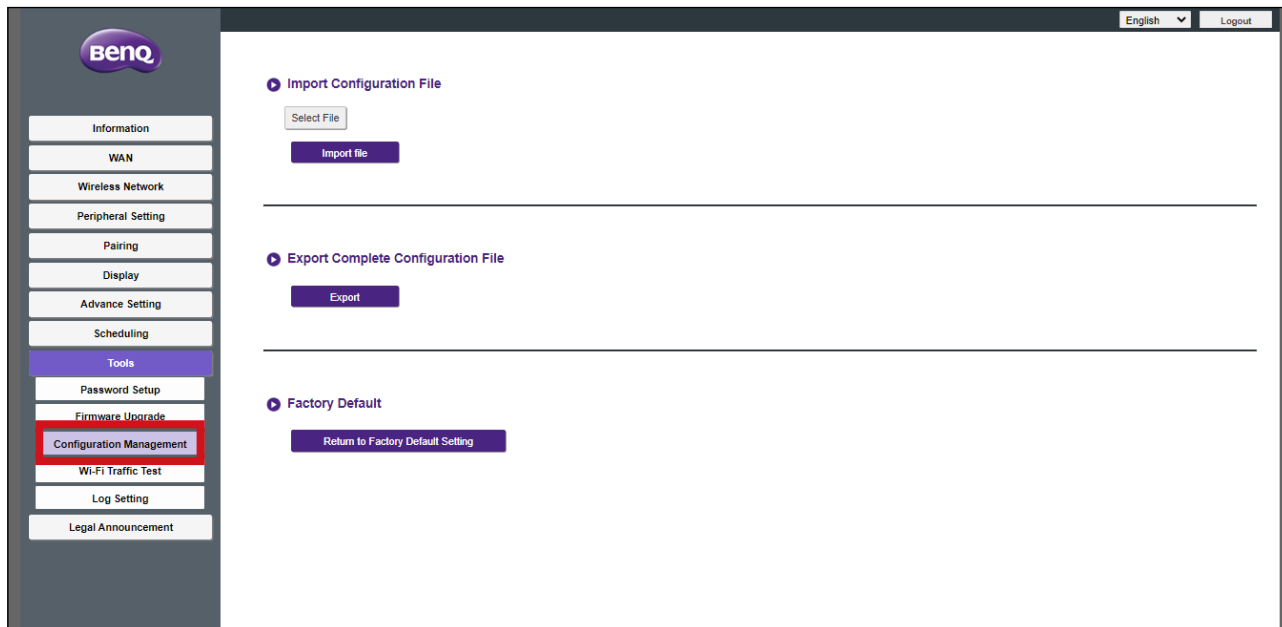 English
Logout
BenQ
Information
WAN
Wireless Network
Peripheral Setting
Pairing
Display
Advance Setting
Scheduling
Tools
Password Setup
Firmware Upgrade
Configuration Management
Wi-Fi Traffic Test
Log Setting
Legal Announcement
Import Configuration File
Select File
Import file
Export Complete Configuration File
Export
Factory Default
Return to Factory Default Setting